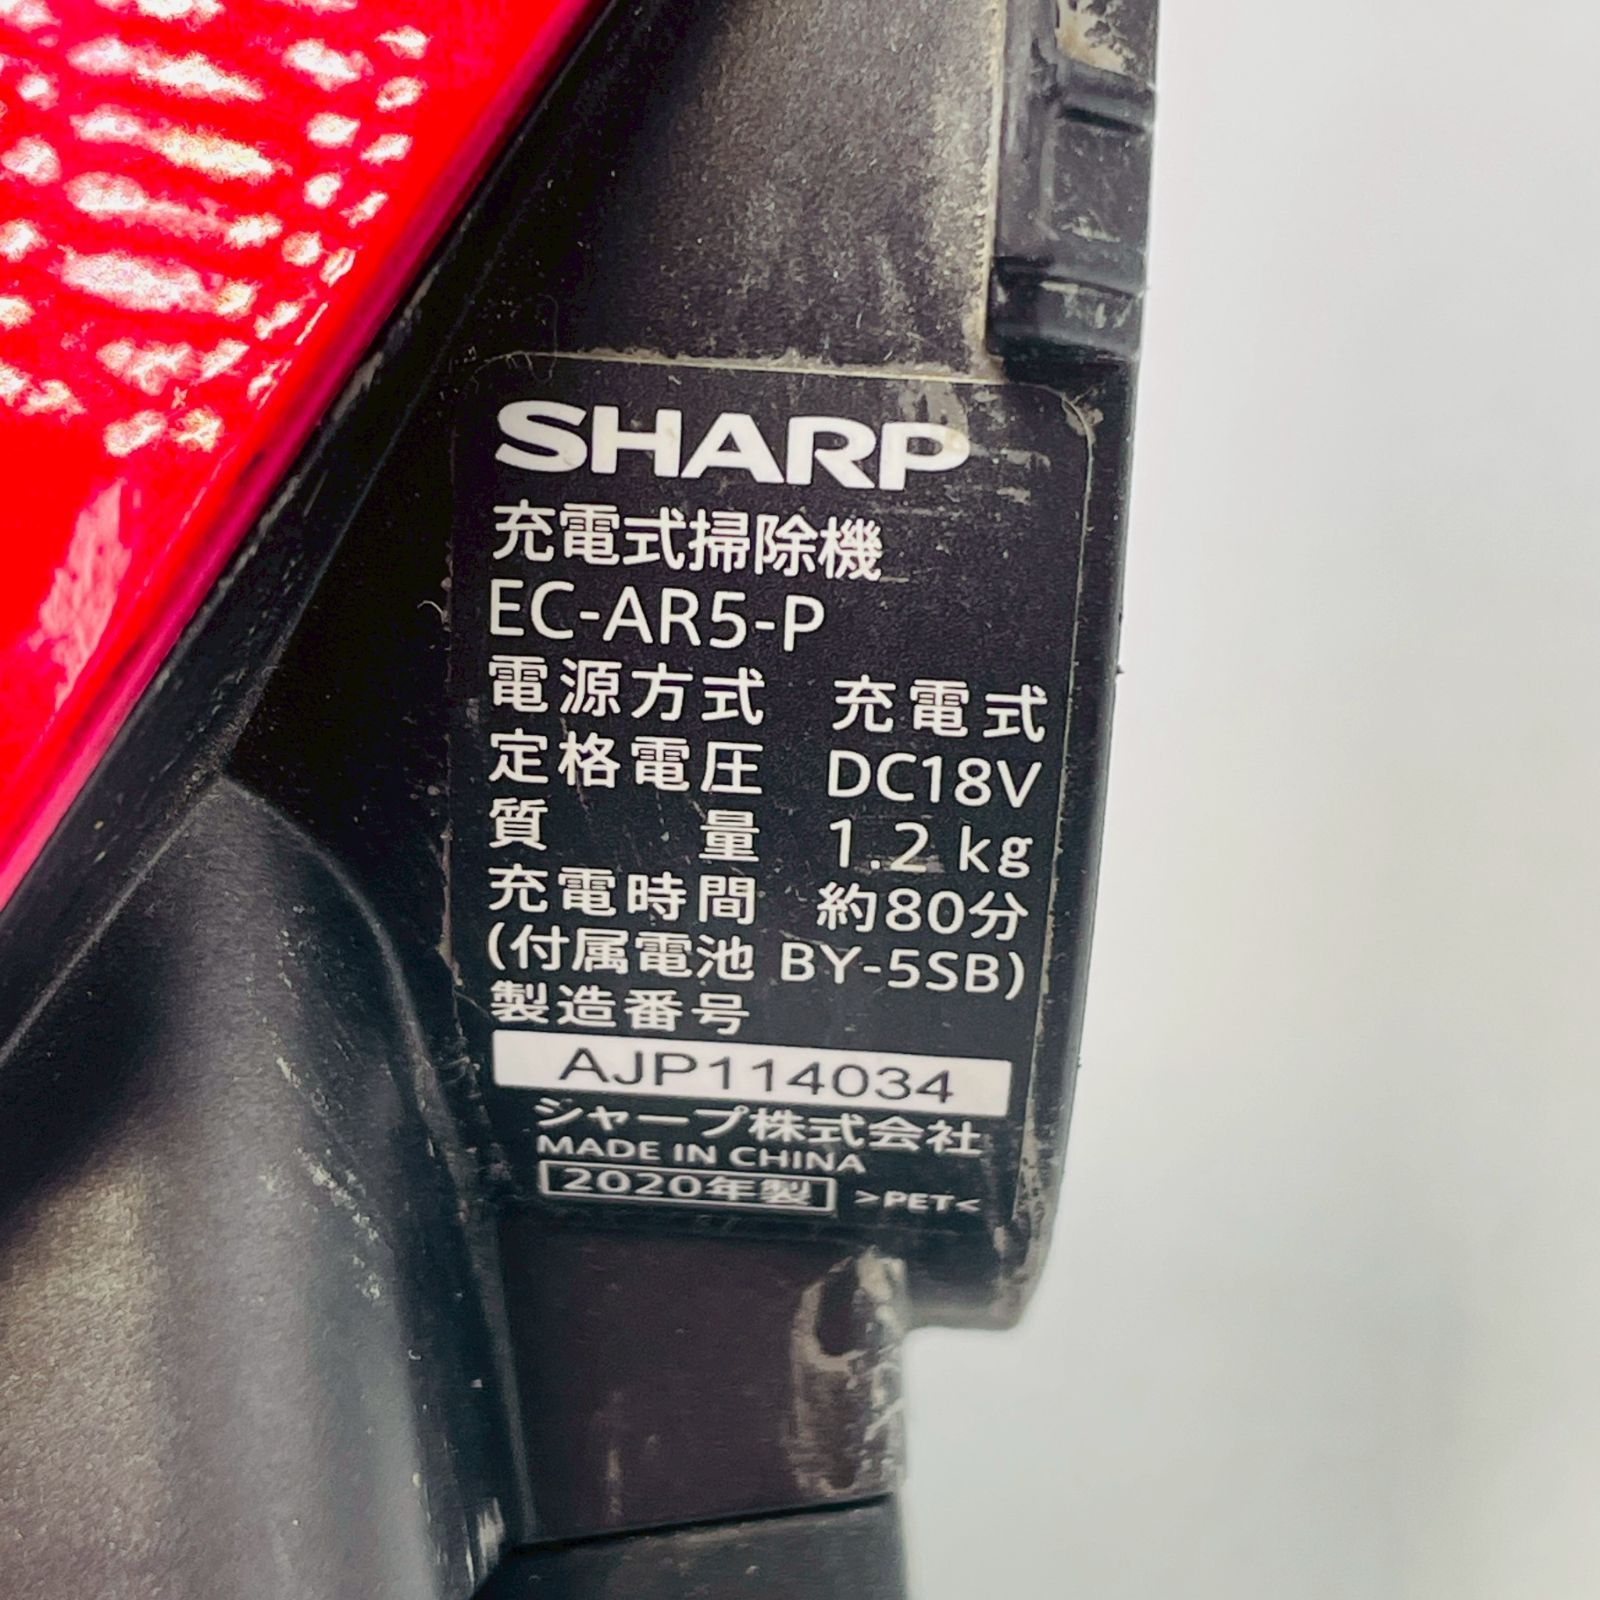 SHARP
充電式掃除機
EC-AR5-P
電源方式 充電式
定格電圧 DC18V
質量 1.2 kg
充電時間 約80分
(付属電池 BY-5SB)
製造番号
AJP114034
シャープ株式会社
MADE IN CHINA
2020年製 >PET<